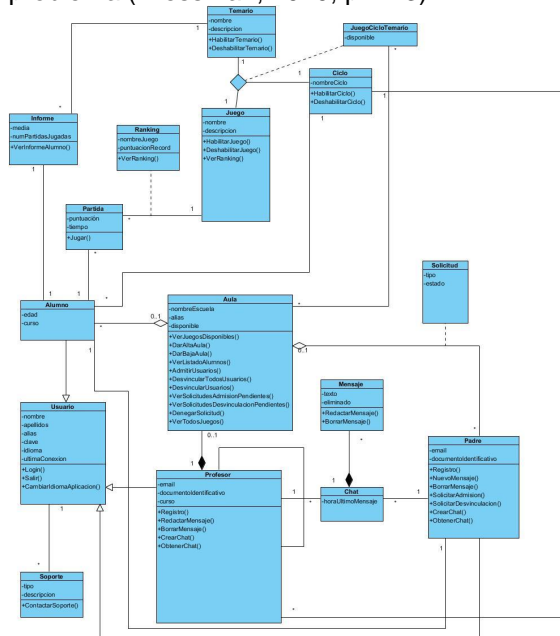 Temario
-nombre
-descripcion
+HabilitarTemario()
+DeshabilitarTemario()
JuegoCicloTemario
-disponible
Ciclo
-nombreCiclo
+HabilitarCiclo()
+DeshabilitarCiclo()
Informe
-media
-numPartidasJugadas
+VerInformeAlumno()
Ranking
-nombreJuego
-puntuacionRecord
+VerRanking()
Juego
-nombre
-descripcion
+HabilitarJuego()
+DeshabilitarJuego()
+VerRanking()
Partida
-puntuación
-tiempo
+Jugar()
Solicitud
-tipo
-estado
Alumno
-edad
-curso
Aula
-nombreEscuela
-alias
-disponible
+VerJuegosDisponibles()
+DarAltaAula()
+DarBajaAula()
+VerListadoAlumnos()
+AdmitirUsuarios()
+DesvincularTodosUsuarios()
+DesvincularUsuarios()
+VerSolicitudesAdmisionPendientes()
+VerSolicitudesDesvinculacionPendientes()
+DenegarSolicitud()
+VerTodosJuegos()
Mensaje
-texto
-eliminado
+RedactarMensaje()
+BorrarMensaje()
Usuario
-nombre
-apellidos
-alias
-clave
-idioma
-ultimaConexion
+Login()
+Salir()
+CambiarIdiomaAplicacion()
Profesor
-email
-documentoIdentificativo
-curso
+Registro()
+RedactarMensaje()
+BorrarMensaje()
+CrearChat()
+ObtenerChat()
Chat
-horaUltimoMensaje
Padre
-email
-documentoIdentificativo
+Registro()
+NuevoMensaje()
+BorrarMensaje()
+SolicitarAdmision()
+SolicitarDesvinculacion()
+CrearChat()
+ObtenerChat()
Soporte
-tipo
-descripcion
+ContactarSoporte()